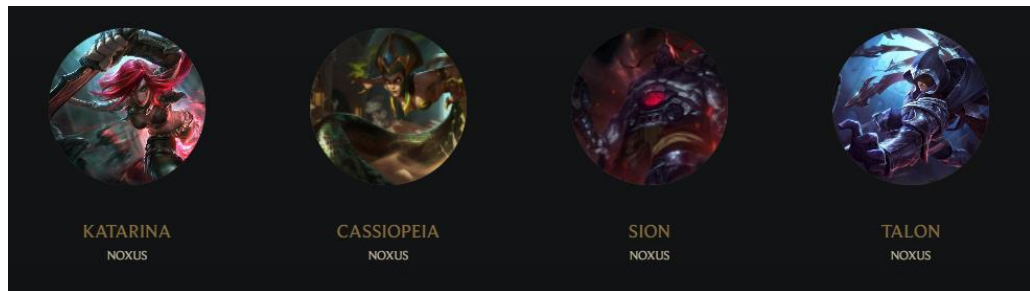 KATARINA
NOXUS
CASSIOPEIA
NOXUS
SION
NOXUS
TALON
NOXUS